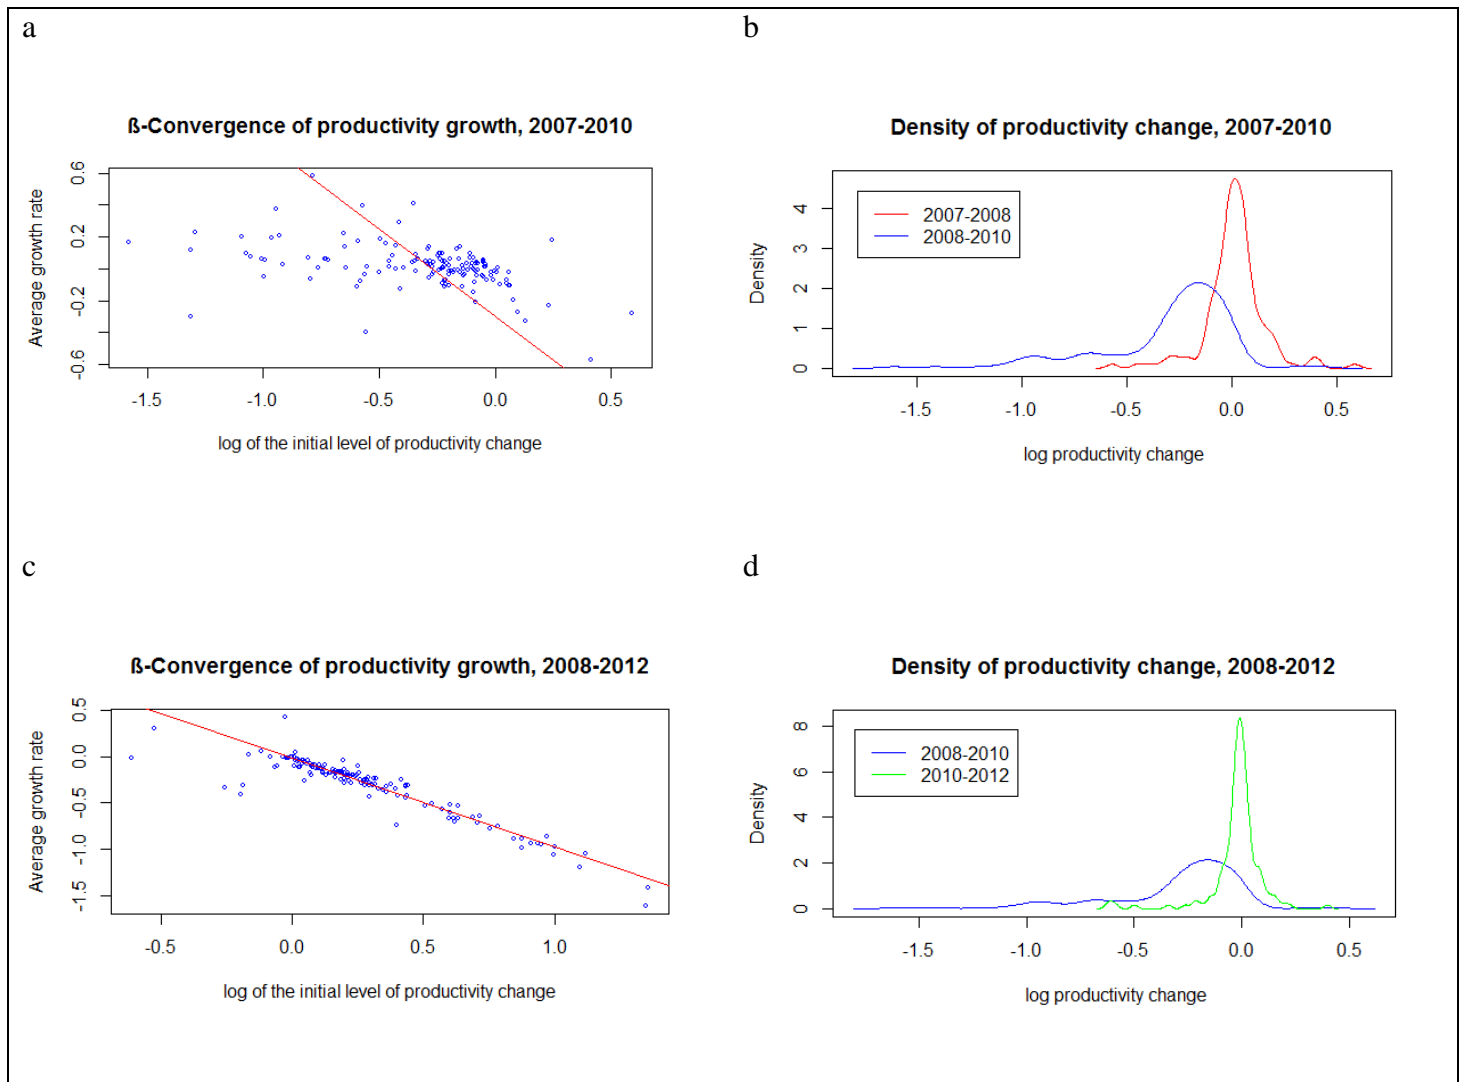 a
ß-Convergence of productivity growth, 2007-2010
Average growth rate
0.6
0.2
-0.2
-0.6
-1.5 -1.0 -0.5 0.0 0.5
log of the initial level of productivity change
b
Density of productivity change, 2007-2010
Density
4
3
2
1
0
2007-2008
2008-2010
-1.5 -1.0 -0.5 0.0 0.5
log productivity change
c
ß-Convergence of productivity growth, 2008-2012
Average growth rate
0.5
0.0
-0.5
-1.0
-1.5
-0.5 0.0 0.5 1.0
log of the initial level of productivity change
d
Density of productivity change, 2008-2012
Density
8
6
4
2
0
2008-2010
2010-2012
-1.5 -1.0 -0.5 0.0 0.5
log productivity change